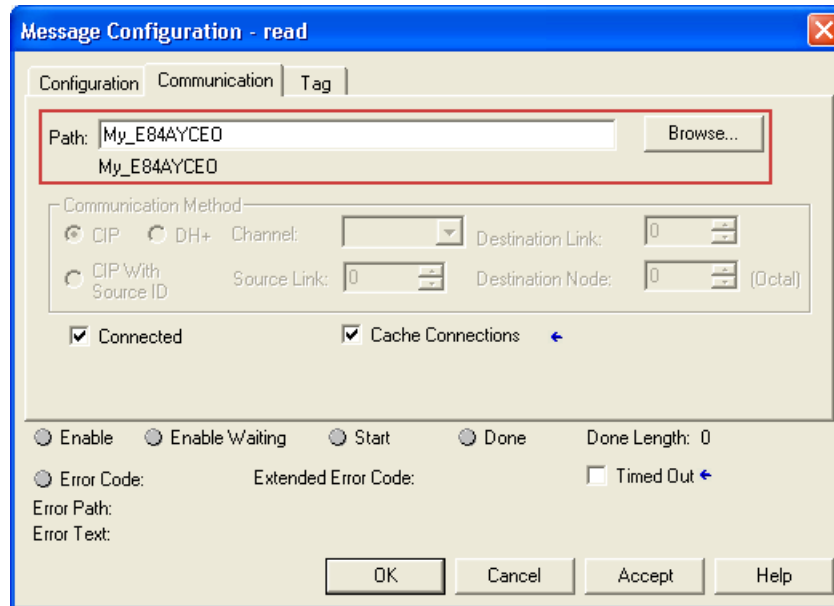 Message Configuration - read
Configuration Communication Tag
Path: My_E84AYCEO Browse...
My_E84AYCEO
Communication Method
CIP DH+ Channel: Destination Link: 0
CIP With Source ID Source Link: 0 Destination Node: 0 (Octal)
Connected Cache Connections
Enable Enable Waiting Start Done Done Length: 0
Error Code: Extended Error Code: Timed Out
Error Path:
Error Text:
OK Cancel Accept Help